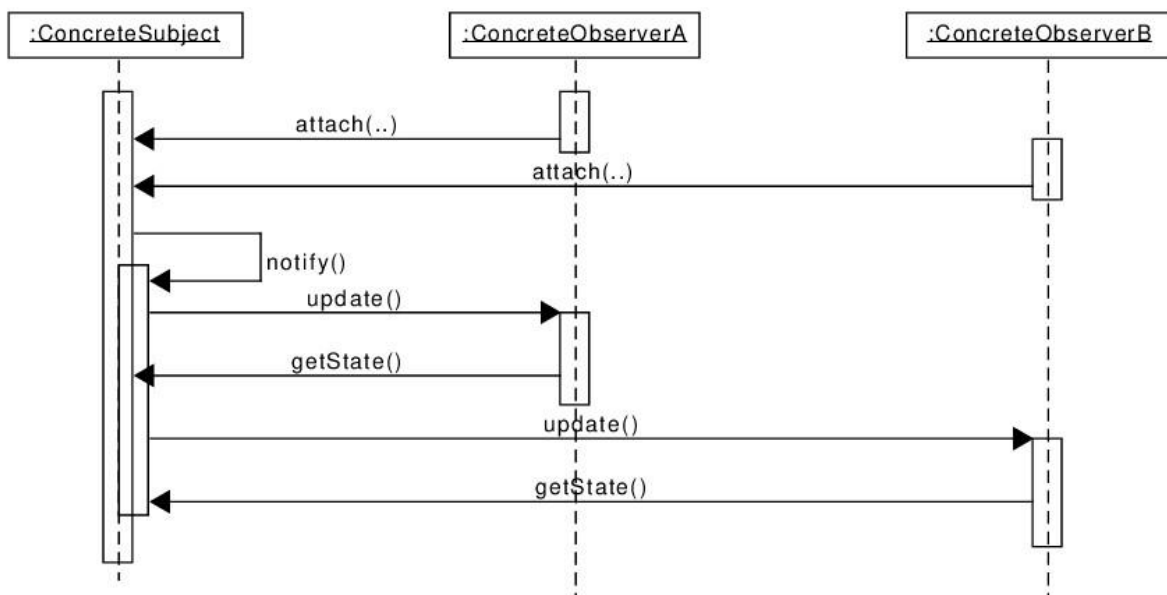 :ConcreteSubject
:ConcreteObserverA
:ConcreteObserverB
attach(..)
attach(..)
notify()
update()
getState()
update()
getState()